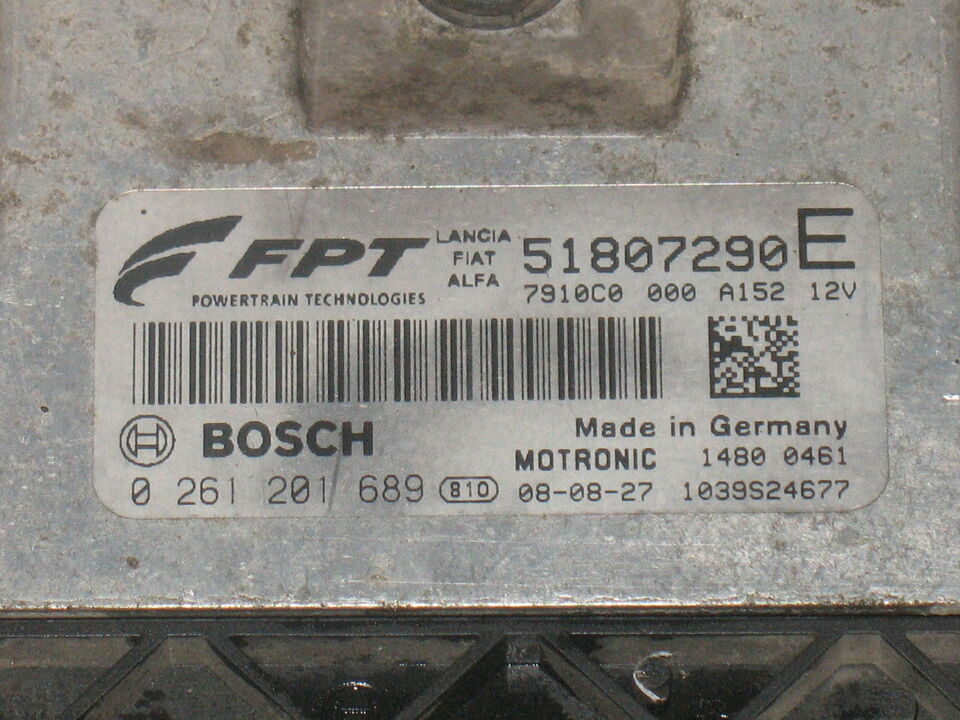 FPT
POWERTRAIN TECHNOLOGIES
LANCIA
FIAT
ALFA
51807290 E
7910C0 000 A152 12V
BOSCH
Made in Germany
MOTRONIC 1480 0461
0 261 201 689 810 08-08-27 1039S24677